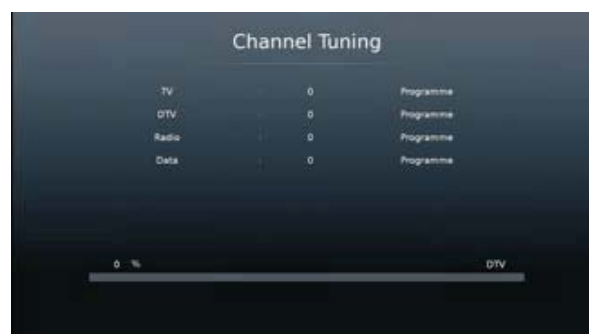 Channel Tuning
TV : 0 Programme
DTV : 0 Programme
Radio : 0 Programme
Data : 0 Programme
0 % DTV